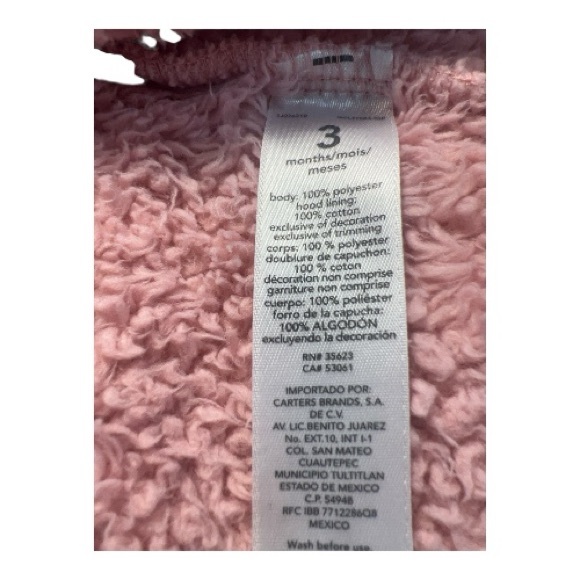 3
months/mois/
meses
body: 100% polyester
hood lining:
100% cotton
exclusive of decoration
exclusive of trimming
corps: 100 % polyester
doublure de capuchon:
100 % coton
décoration non comprise
garniture non comprise
cuerpo: 100% poliéster
forro de la capucha:
100% ALGODÓN
excluyendo la decoración
RN# 35623
CA# 53061
IMPORTADO POR:
CARTERS BRANDS, S.A.
DE C.V.
AV. LIC.BENITO JUAREZ
No. EXT.10, INT I-1
COL. SAN MATEO
CUAUTEPEC
MUNICIPIO TULTITLAN
ESTADO DE MEXICO
C.P. 54948
RFC IBB 7712286Q8
MEXICO
Wash before use.